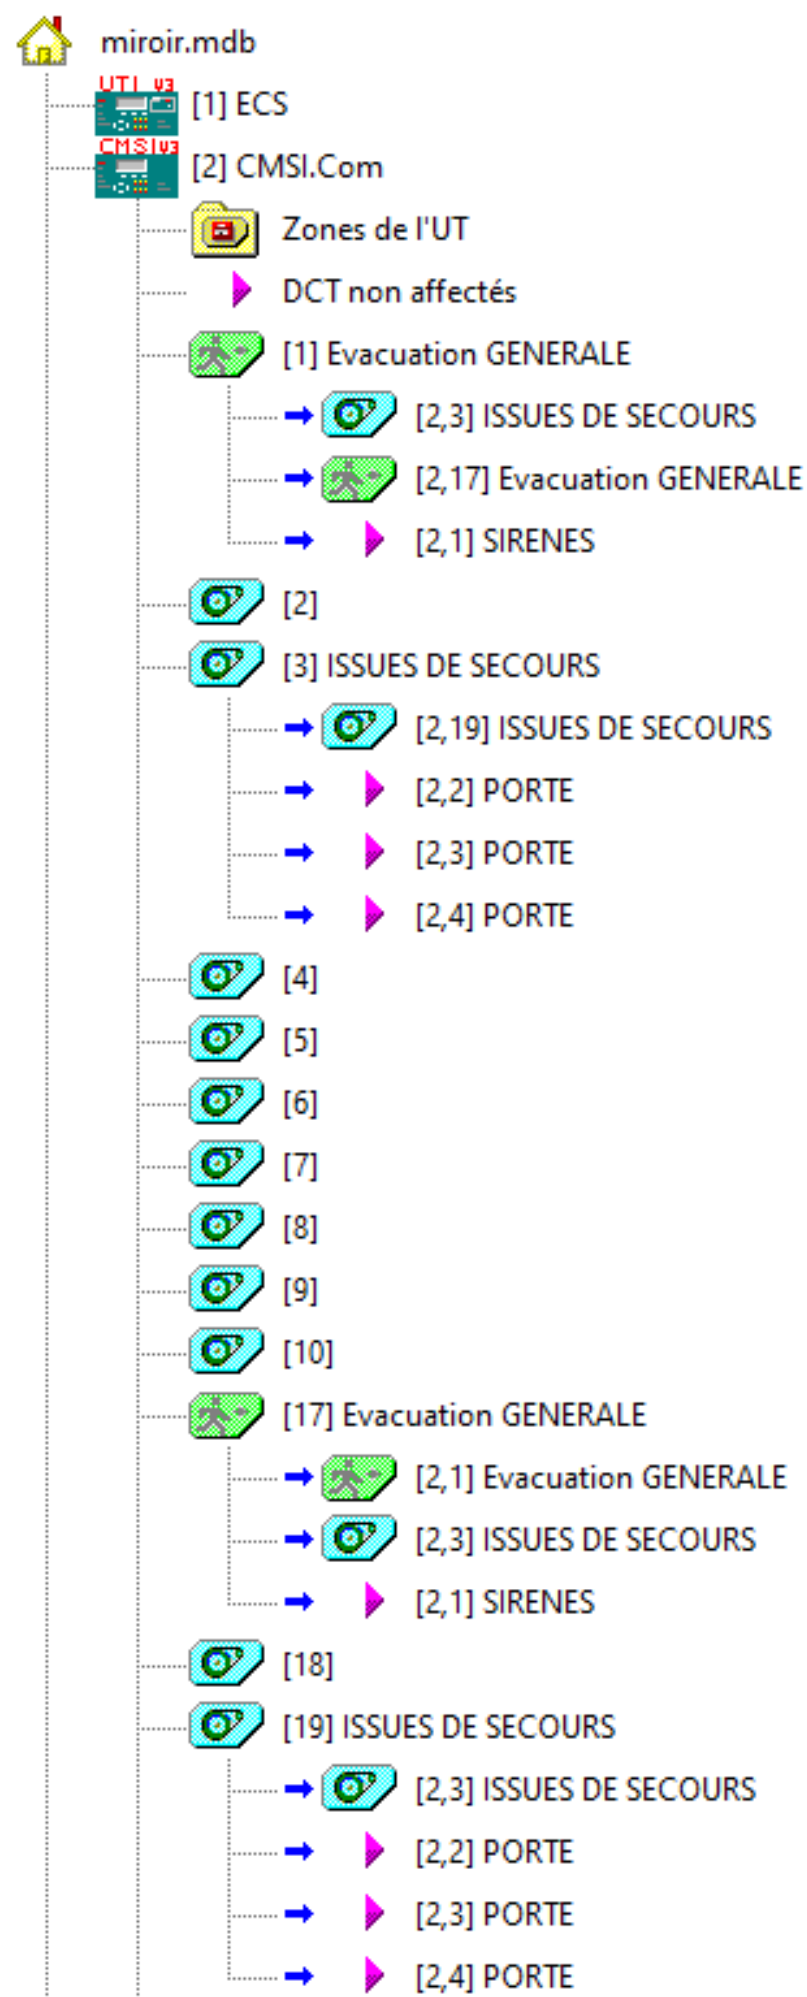 miroir.mdb
UTI V3
[1] ECS
CMSIV3
[2] CMSI.Com
Zones de l'UT
DCT non affectés
[1] Evacuation GENERALE
[2,3] ISSUES DE SECOURS
[2,17] Evacuation GENERALE
[2,1] SIRENES
[2]
[3] ISSUES DE SECOURS
[2,19] ISSUES DE SECOURS
[2,2] PORTE
[2,3] PORTE
[2,4] PORTE
[4]
[5]
[6]
[7]
[8]
[9]
[10]
[17] Evacuation GENERALE
[2,1] Evacuation GENERALE
[2,3] ISSUES DE SECOURS
[2,1] SIRENES
[18]
[19] ISSUES DE SECOURS
[2,3] ISSUES DE SECOURS
[2,2] PORTE
[2,3] PORTE
[2,4] PORTE